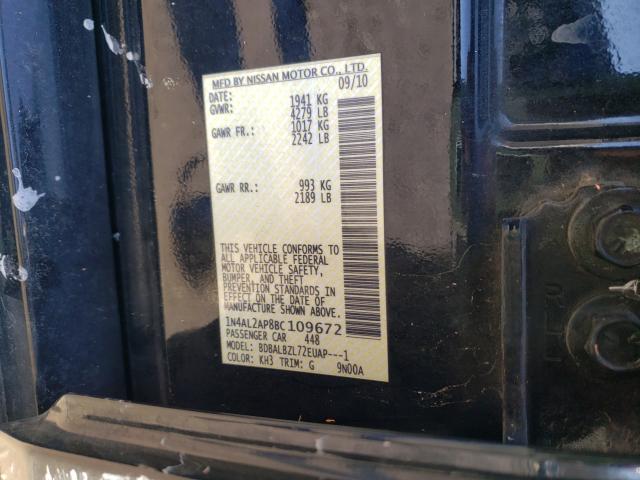 MFD BY NISSAN MOTOR CO., LTD.
DATE: 09/10
GVWR: 1941 KG
4279 LB
GAWR FR.: 1017 KG
2242 LB
GAWR RR.: 993 KG
2189 LB
THIS VEHICLE CONFORMS TO
ALL APPLICABLE FEDERAL
MOTOR VEHICLE SAFETY,
BUMPER, AND THEFT
PREVENTION STANDARDS IN
EFFECT ON THE DATE OF
MANUFACTURE SHOWN ABOVE.
1N4AL2AP8BC109672
PASSENGER CAR 448
MODEL: BDBALBZL72EUAP---1
COLOR: KH3 TRIM: G 9N00A